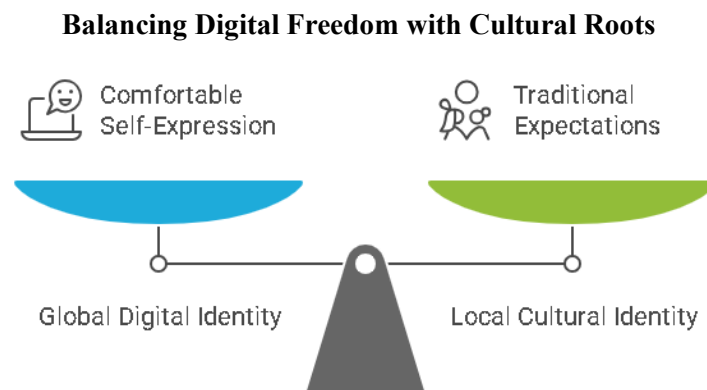 Balancing Digital Freedom with Cultural Roots
Comfortable
Self-Expression
Traditional
Expectations
Global Digital Identity
Local Cultural Identity